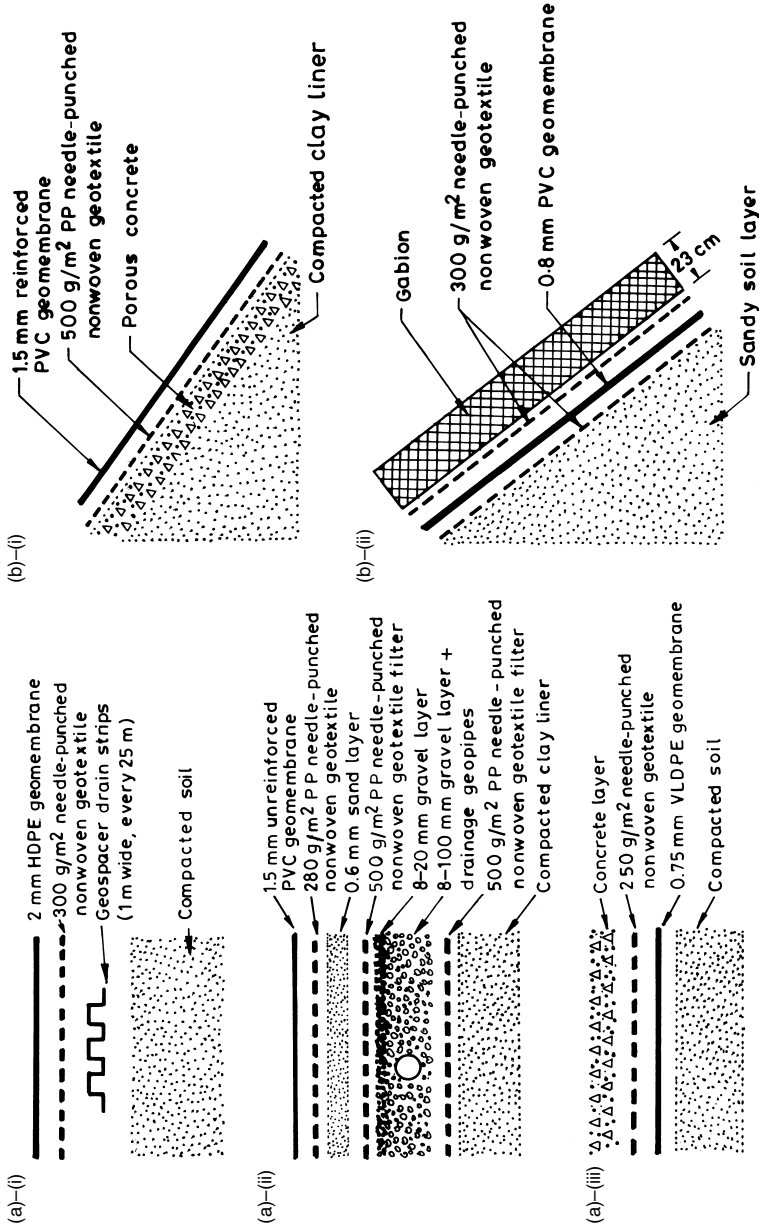 (a)–(i)
2 mm HDPE geomembrane
300 g/m² needle-punched
nonwoven geotextile
Geospacer drain strips
(1 m wide, every 25 m)
Compacted soil
(a)–(ii)
1.5 mm unreinforced
PVC geomembrane
280 g/m² PP needle-punched
nonwoven geotextile
0.6 mm sand layer
500 g/m² PP needle-punched
nonwoven geotextile filter
8-20 mm gravel layer
8-100 mm gravel layer +
drainage geopipes
500 g/m² PP needle-punched
nonwoven geotextile filter
Compacted clay liner
(a)–(iii)
Concrete layer
250 g/m² needle-punched
nonwoven geotextile
0.75 mm VLDPE geomembrane
Compacted soil
(b)–(i)
1.5 mm reinforced
PVC geomembrane
500 g/m² PP needle-punched
nonwoven geotextile
Porous concrete
Compacted clay liner
(b)–(ii)
Gabion
300 g/m² needle-punched
nonwoven geotextile
0.8 mm PVC geomembrane
23 cm
Sandy soil layer